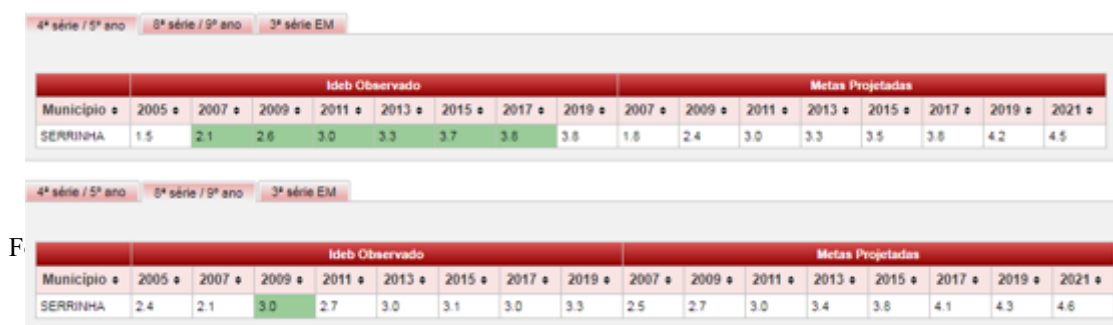 4ª série / 5º ano 8ª série / 9º ano 3ª série EM
Ideb Observado Metas Projetadas
Município 2005 2007 2009 2011 2013 2015 2017 2019 2007 2009 2011 2013 2015 2017 2019 2021
SERRINHA 1.5 2.1 2.6 3.0 3.3 3.7 3.8 3.8 1.8 2.4 3.0 3.3 3.5 3.8 4.2 4.5
4ª série / 5º ano 8ª série / 9º ano 3ª série EM
F
Ideb Observado Metas Projetadas
Município 2005 2007 2009 2011 2013 2015 2017 2019 2007 2009 2011 2013 2015 2017 2019 2021
SERRINHA 2.4 2.1 3.0 2.7 3.0 3.1 3.0 3.3 2.5 2.7 3.0 3.4 3.8 4.1 4.3 4.6